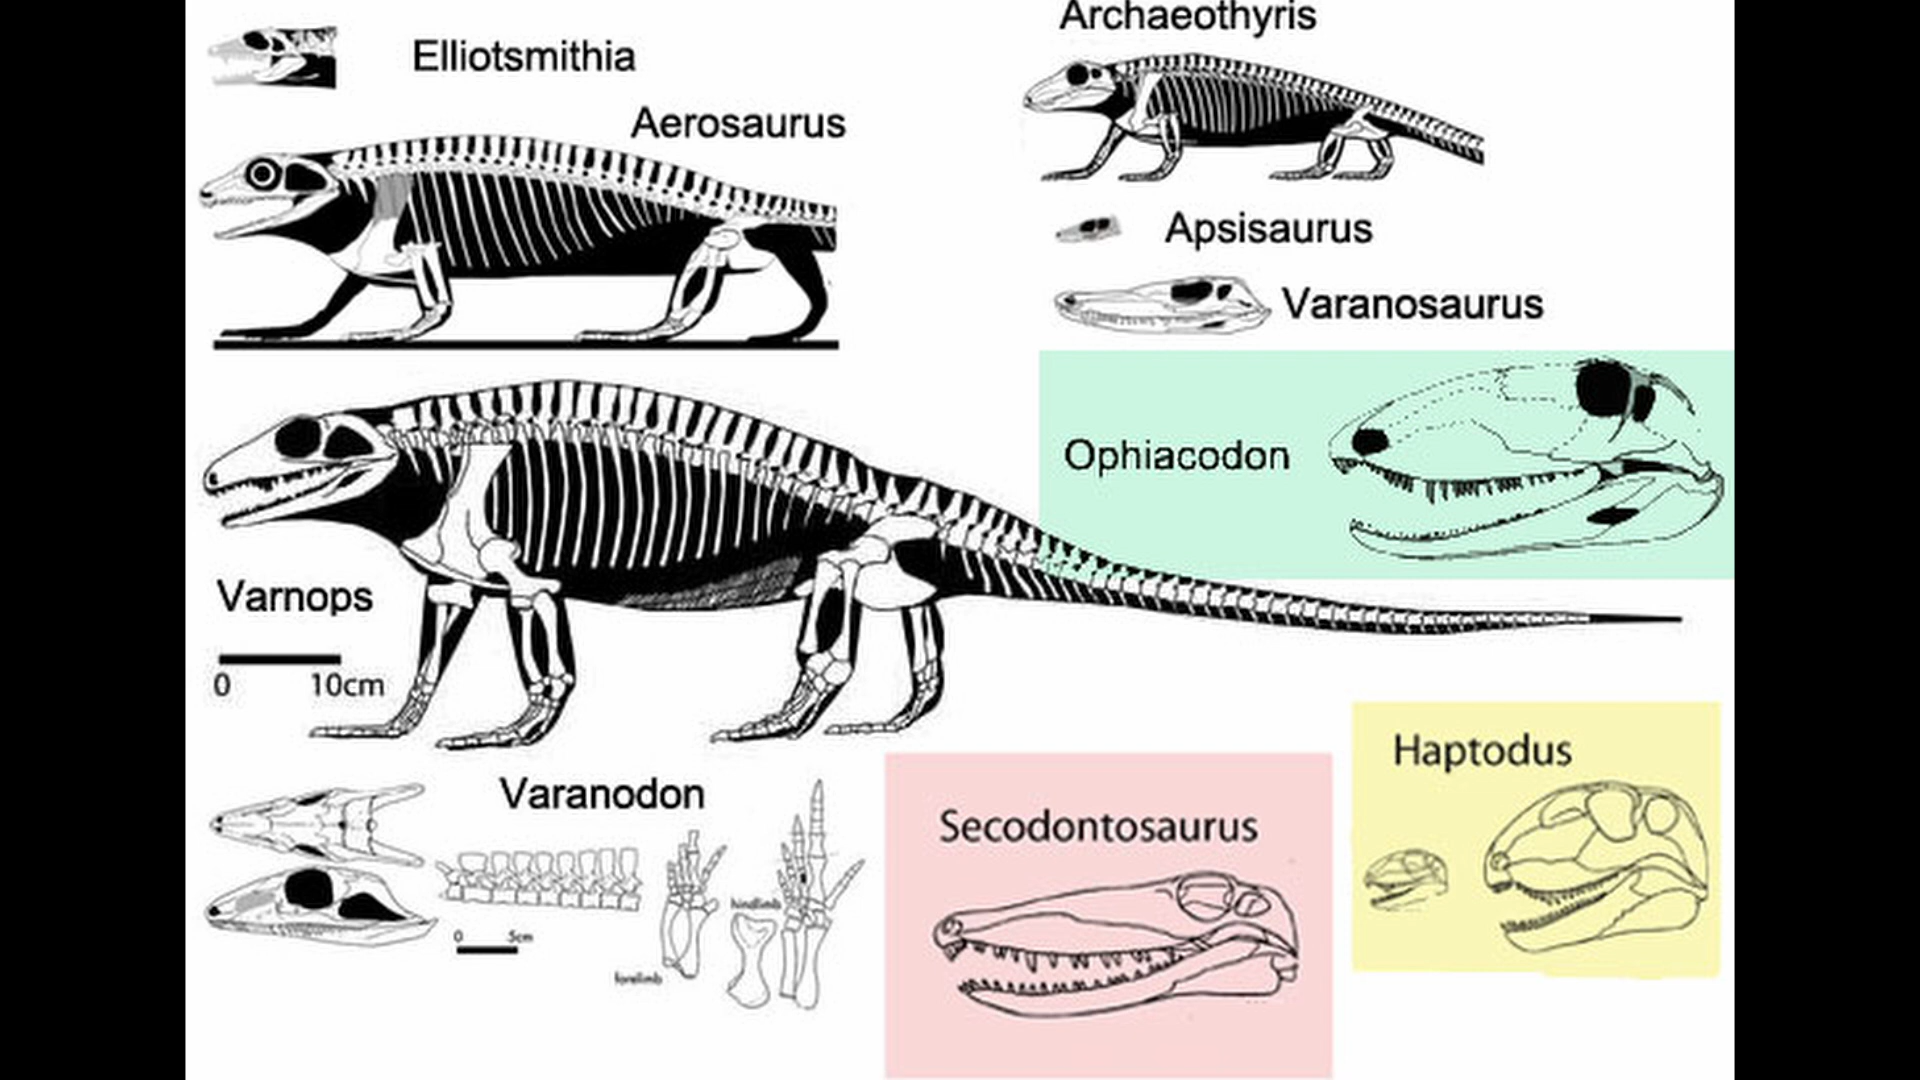 Elliotsmithia
Archaeothyris
Aerosaurus
Apsisaurus
Varanosaurus
Ophiacodon
Varnops
0 10cm
Haptodus
Varanodon
Secodontosaurus
hindlimb
0 5cm
forelimb